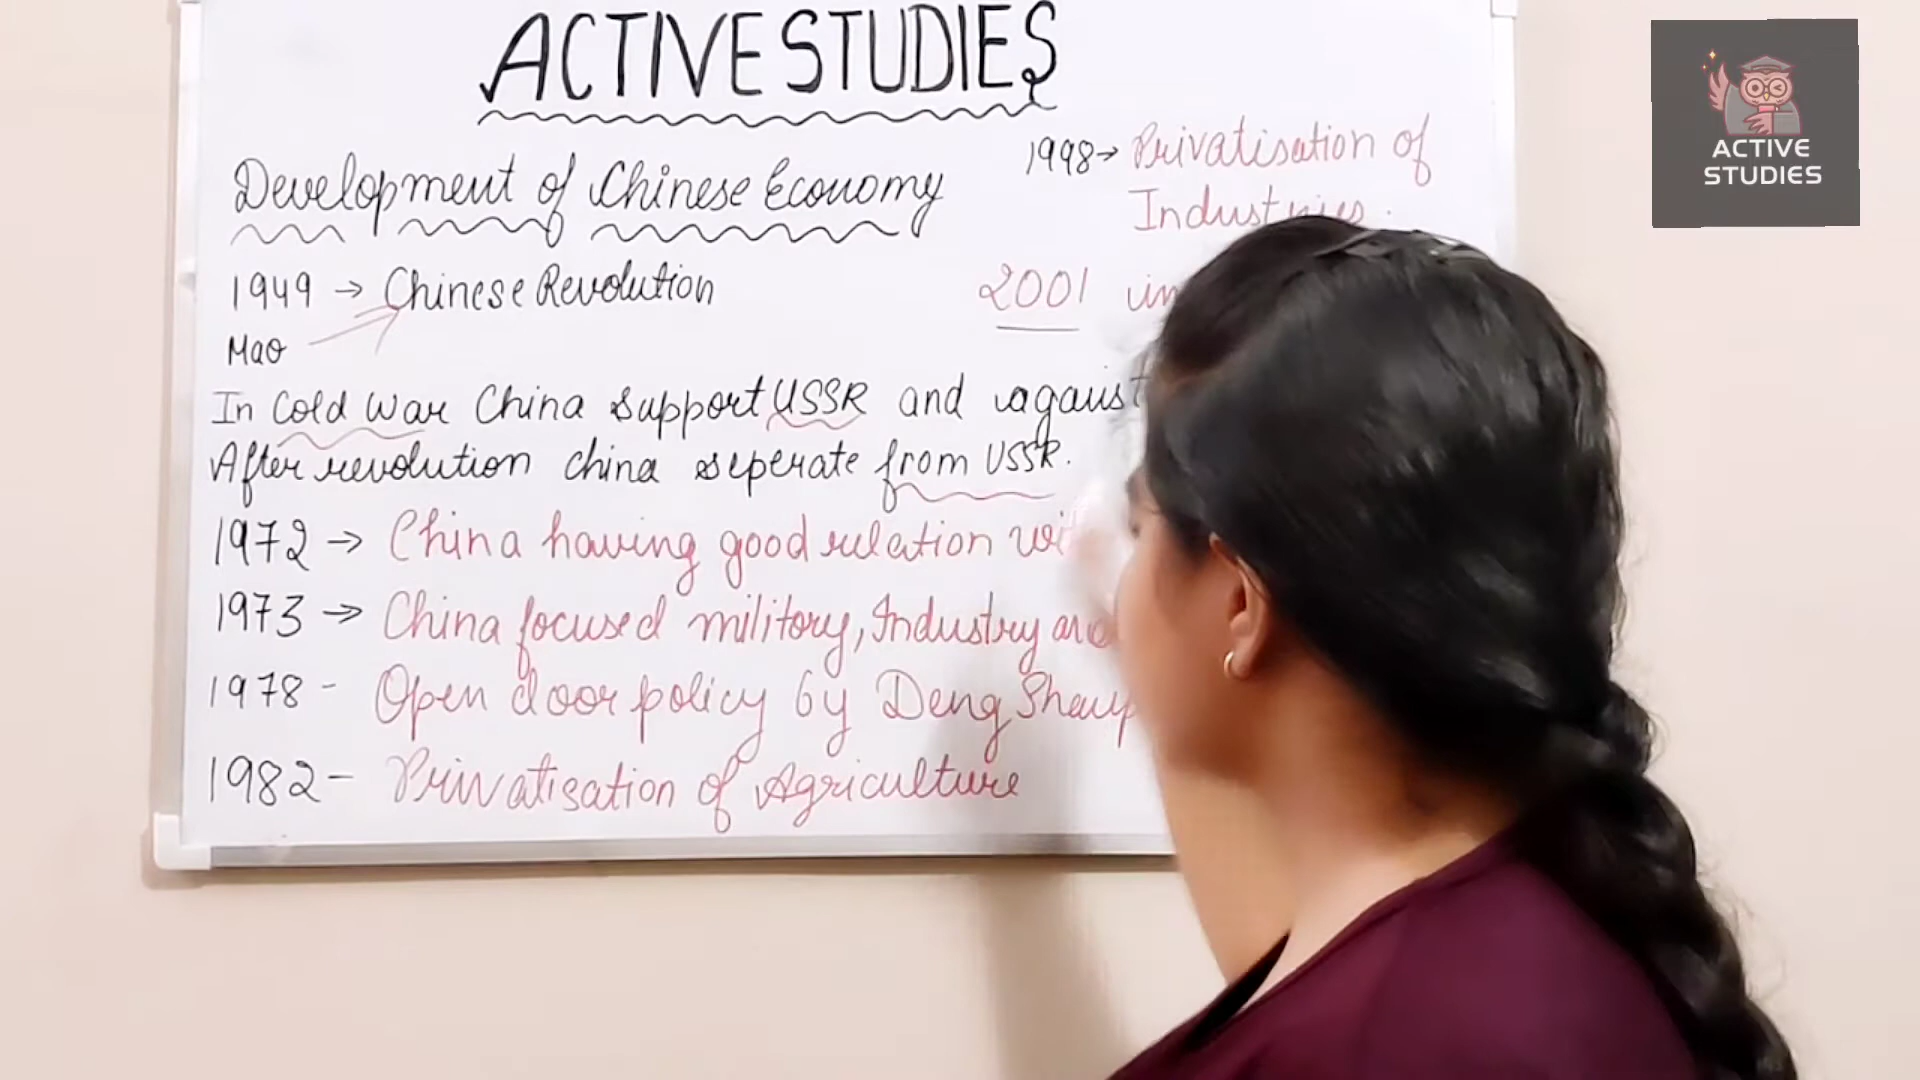 ACTIVE STUDIES
Development of Chinese Economy
1949 → Chinese Revolution
Mao
In Cold War China support USSR and against
After revolution china seperate from USSR.
1972 → China having good relation
1973 → China focused militory, Industry and
1978 - Open door policy by Deng
1982 - Privatisation of Agriculture
1998 → Privatisation of
Industries.
2001
ACTIVE
STUDIES